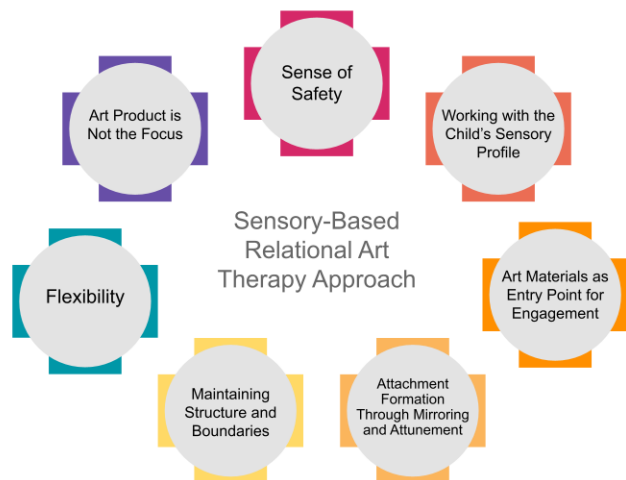 Sense of
Safety
Working with the
Child's Sensory
Profile
Art Materials as
Entry Point for
Engagement
Attachment
Formation
Through Mirroring
and Attunement
Maintaining
Structure and
Boundaries
Flexibility
Art Product is
Not the Focus
Sensory-Based
Relational Art
Therapy Approach